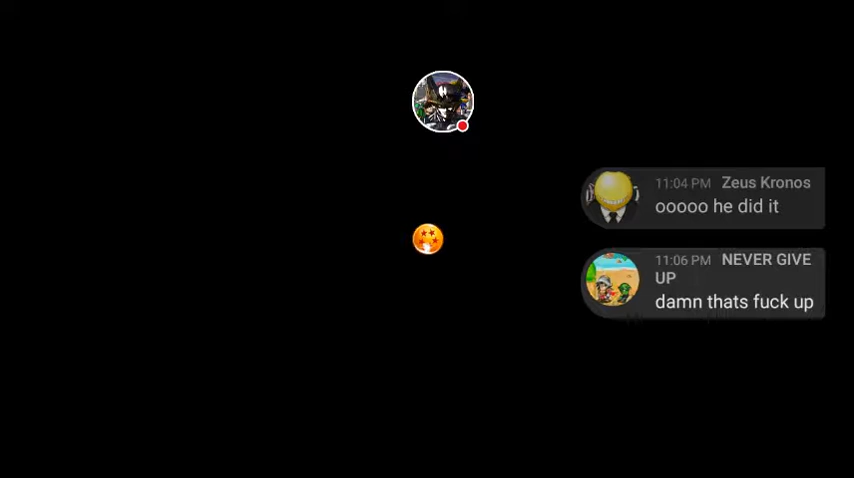 11:04 PM Zeus Kronos
ooooo he did it
11:06 PM NEVER GIVE
UP
damn thats fuck up